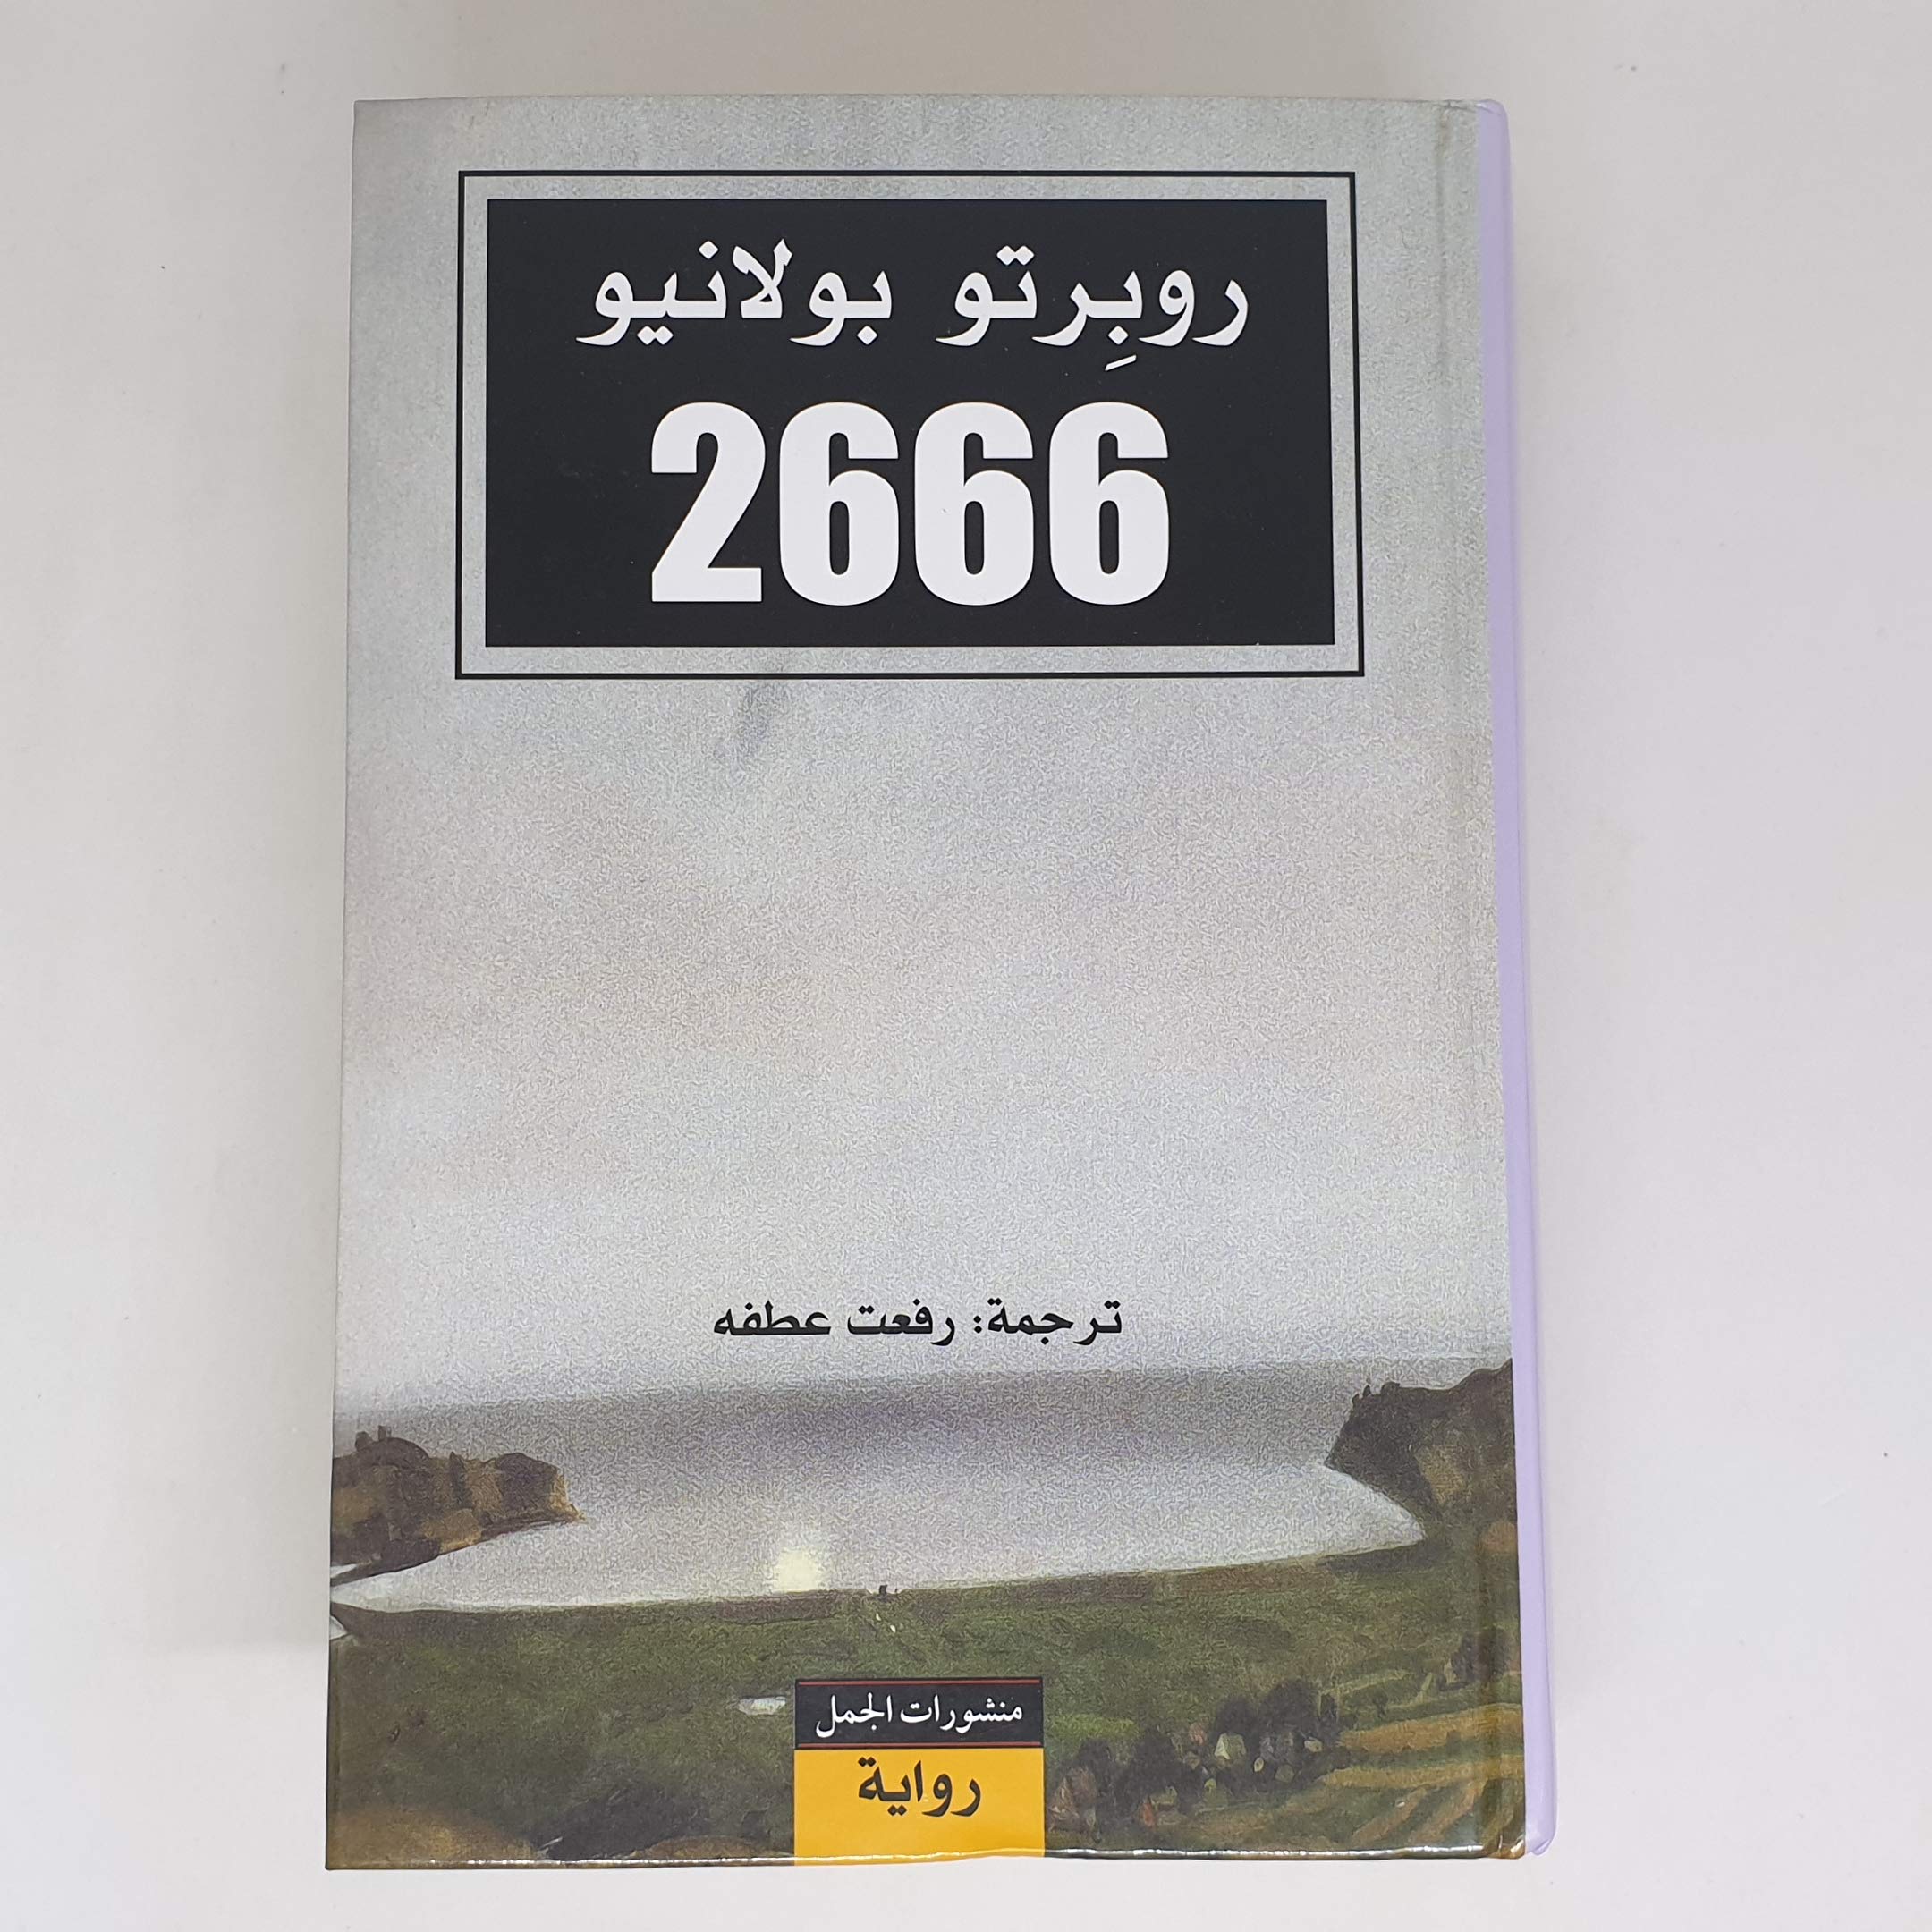 روبِرتو بولانيو
2666
ترجمة: رفعت عطفه
منشورات الجمل
رواية